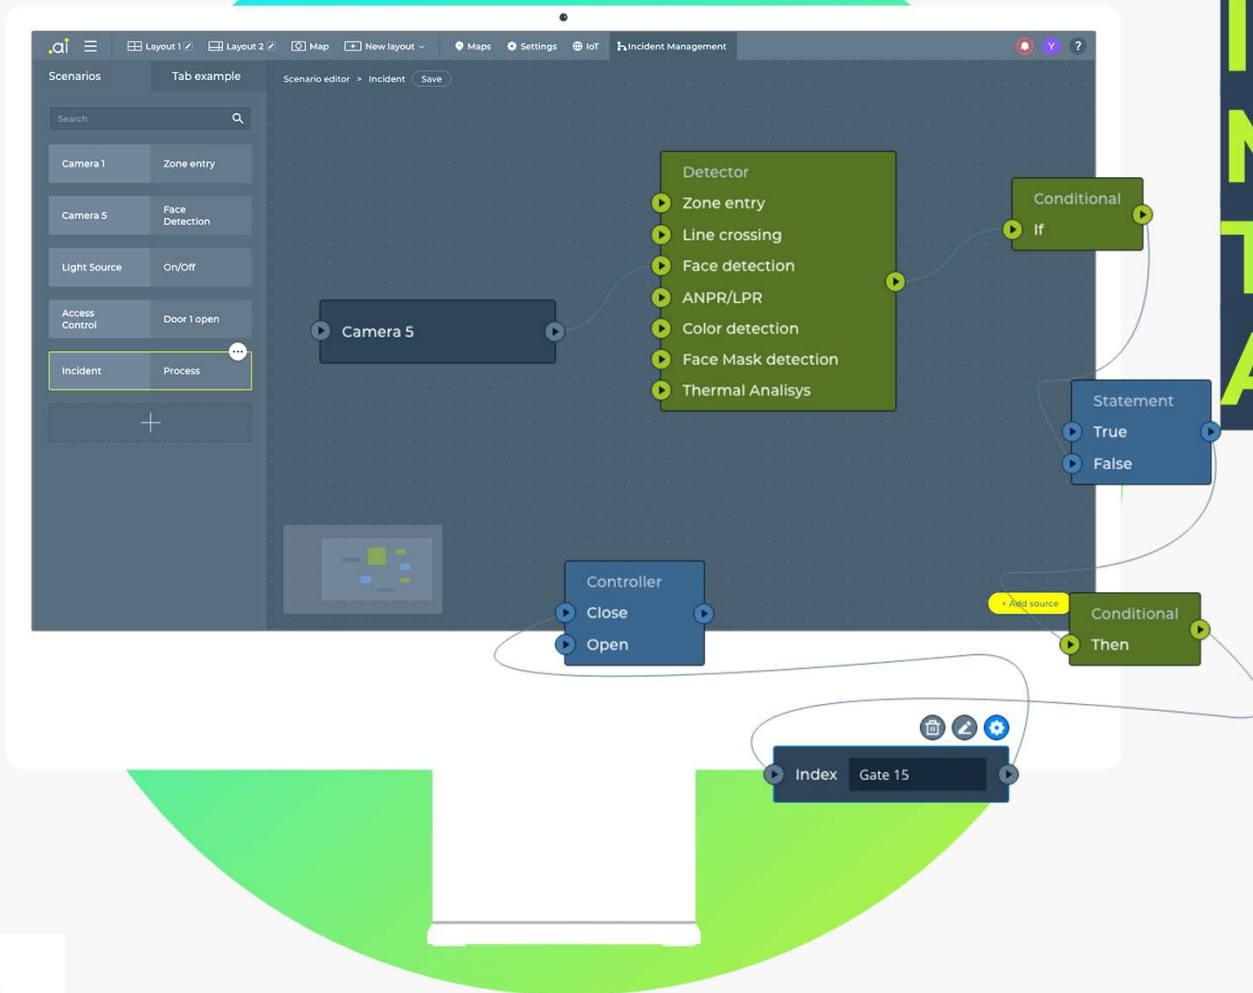 .ai
Layout 1
Layout 2
Map
New layout
Maps
Settings
IoT
Incident Management
Y
?
Scenarios
Tab example
Scenario editor > Incident
Save
Search
Camera 1
Zone entry
Camera 5
Face
Detection
Light Source
On/Off
Access
Control
Door 1 open
Incident
Process
Camera 5
Detector
Zone entry
Line crossing
Face detection
ANPR/LPR
Color detection
Face Mask detection
Thermal Analisys
Conditional
If
Statement
True
False
+ Add source
Conditional
Then
Controller
Close
Open
Index
Gate 15